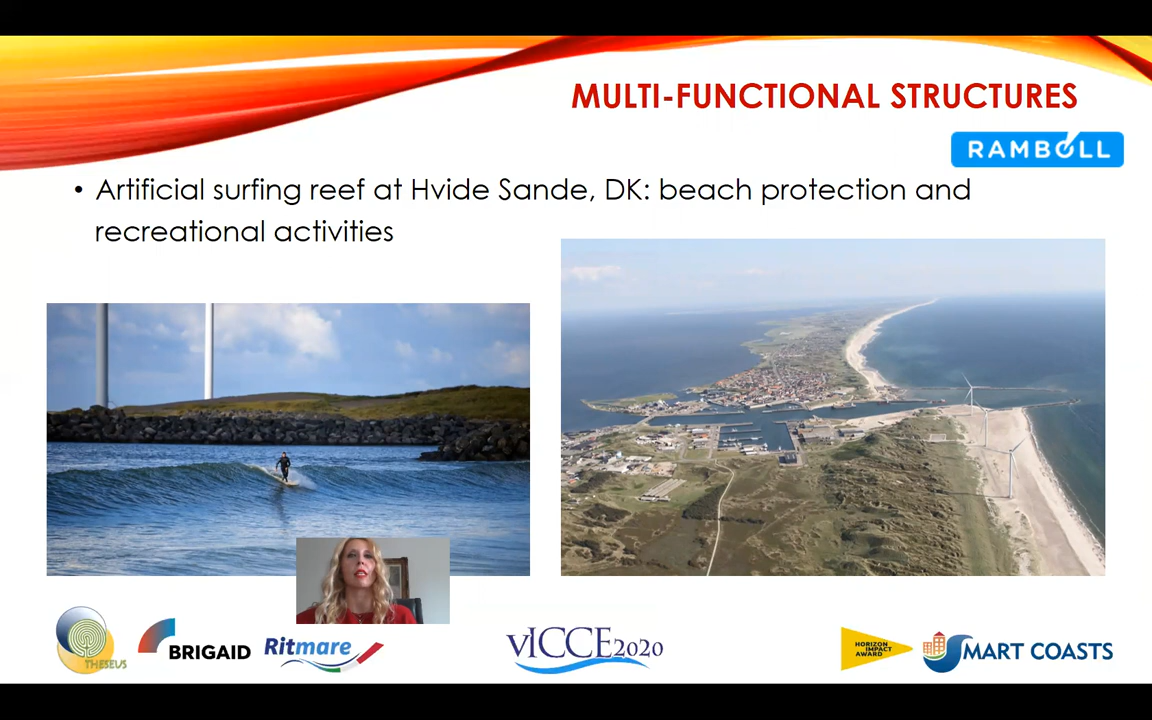 MULTI-FUNCTIONAL STRUCTURES
RAMBOLL
• Artificial surfing reef at Hvide Sande, DK: beach protection and
recreational activities
THESEUS
BRIGAID
Ritmare
vICCE2020
HORIZON
IMPACT
AWARD
SMART COASTS